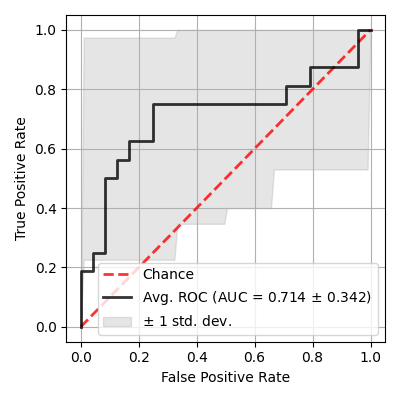 1.0
0.8
0.6
0.4
0.2
0.0
True Positive Rate
Chance
Avg. ROC (AUC = 0.714 ± 0.342)
± 1 std. dev.
0.0 0.2 0.4 0.6 0.8 1.0
False Positive Rate